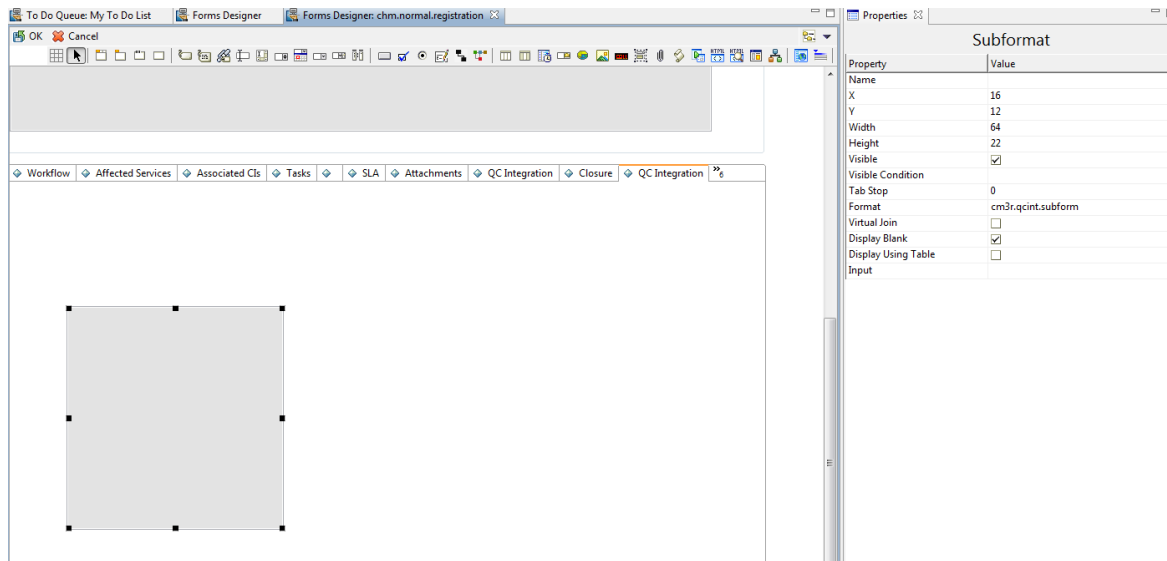 To Do Queue: My To Do List Forms Designer Forms Designer: chm.normal.registration Properties
OK Cancel
Subformat
Property Value
Name
X 16
Y 12
Width 64
Height 22
Visible
Visible Condition
Tab Stop 0
Format cm3r.qcint.subform
Virtual Join
Display Blank
Display Using Table
Input
Workflow Affected Services Associated CIs Tasks SLA Attachments QC Integration Closure QC Integration »6